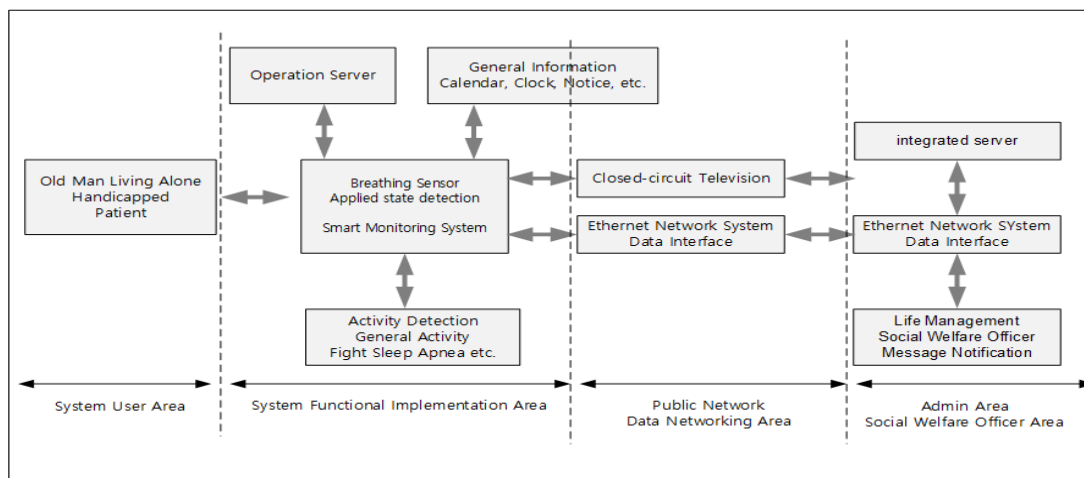 Operation Server
General Information
Calendar, Clock, Notice, etc.
integrated server
Old Man Living Alone
Handicapped
Patient
Breathing Sensor
Applied state detection
Smart Monitoring System
Closed-circuit Television
Ethernet Network System
Data Interface
Ethernet Network SYstem
Data Interface
Activity Detection
General Activity
Fight Sleep Apnea etc.
Life Management
Social Welfare Officer
Message Notification
System User Area
System Functional Implementation Area
Public Network
Data Networking Area
Admin Area
Social Welfare Officer Area